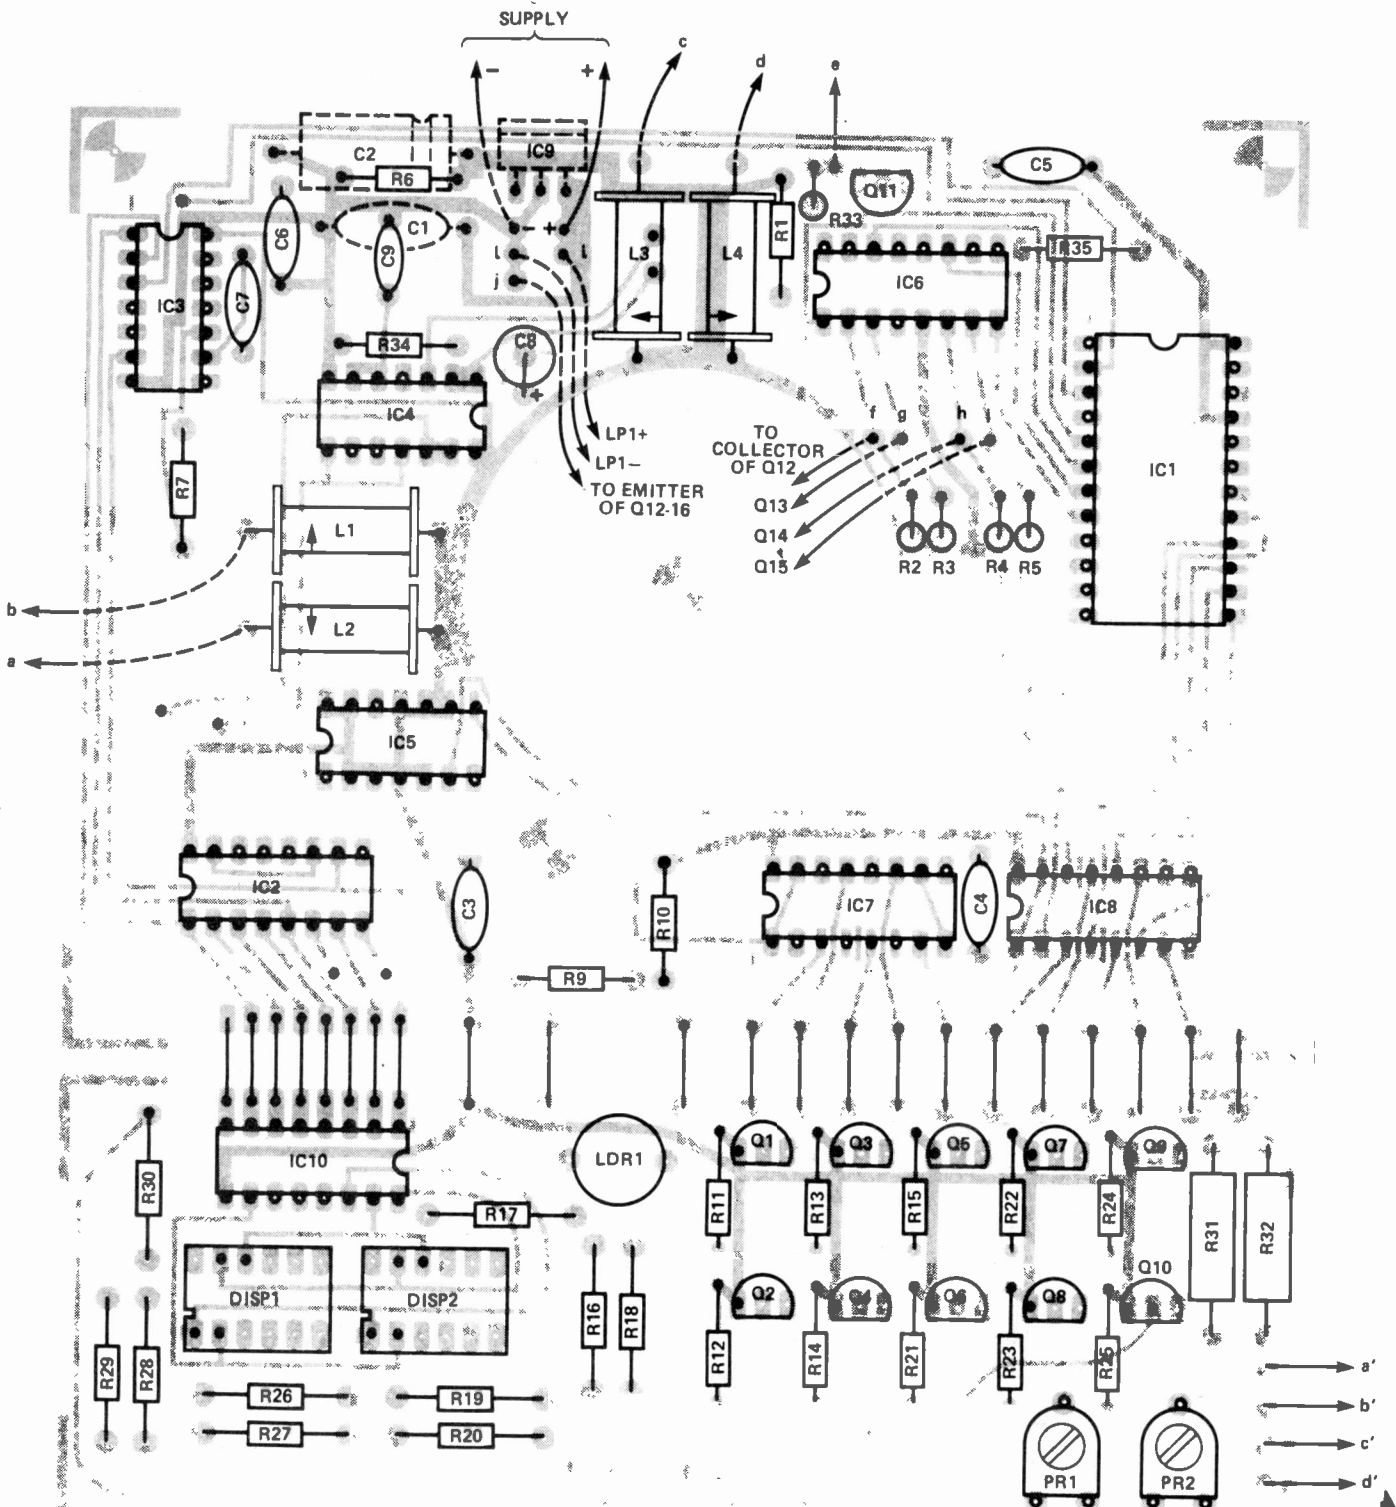 SUPPLY
c
d
e
−
+
C2
IC9
R6
C5
Q11
R33
C6
C1
C9
− +
l
l
j
L3
L4
R1
IC6
R35
IC3
C7
R34
C8
+
IC4
f
g
h
i
TO COLLECTOR OF Q12
Q13
Q14
Q15
LP1+
LP1−
TO EMITTER OF Q12-16
IC1
R7
L1
R2
R3
R4
R5
b
L2
a
IC5
IC2
C3
R10
IC7
C4
IC8
R9
R30
IC10
LDR1
Q1
Q3
Q5
Q7
Q9
R11
R13
R15
R22
R24
R31
R32
R17
DISP1
DISP2
R16
R18
Q2
Q4
Q6
Q8
Q10
R29
R28
R12
R14
R21
R23
R25
R26
R19
R27
R20
a'
b'
c'
d'
PR1
PR2